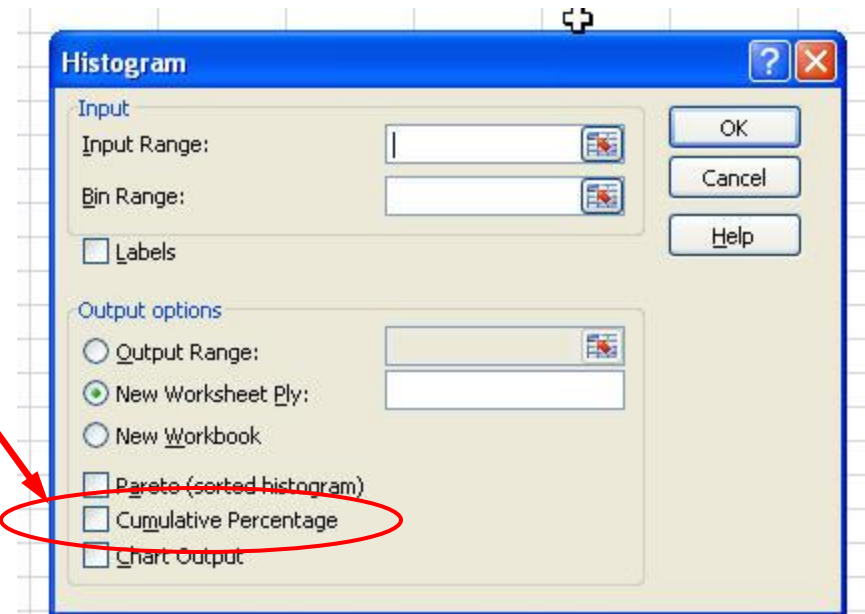 Histogram
?
Input
Input Range:
OK
Bin Range:
Cancel
Help
Labels
Output options
Output Range:
New Worksheet Ply:
New Workbook
Pareto (sorted histogram)
Cumulative Percentage
Chart Output